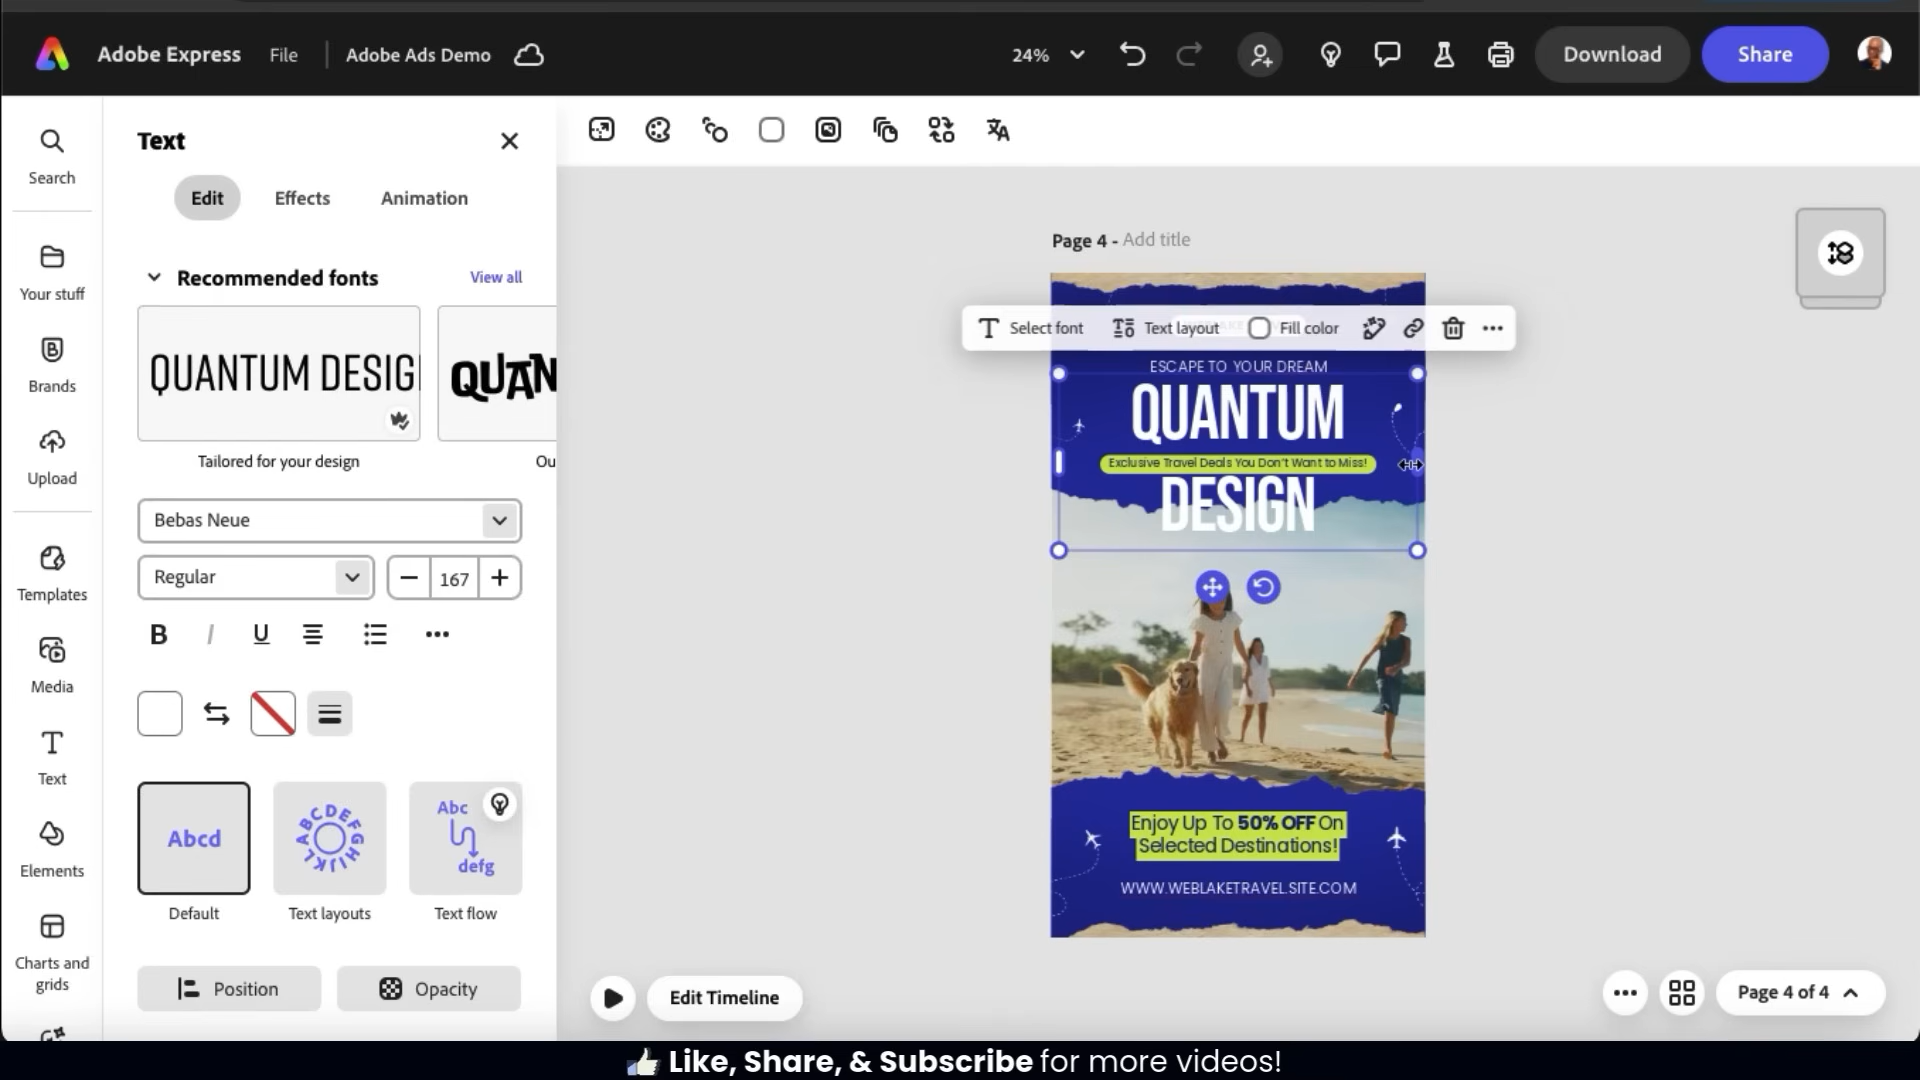 Adobe Express File Adobe Ads Demo 24% Download Share
Search
Your stuff
Brands
Upload
Templates
Media
Text
Elements
Charts and
grids
Text
Edit Effects Animation
Recommended fonts View all
QUANTUM DESIG QUAN
Tailored for your design Ou
Bebas Neue
Regular 167
B I U
Abcd Abc defg
Default Text layouts Text flow
Position Opacity
Page 4 - Add title
Select font Text layout Fill color
ESCAPE TO YOUR DREAM
QUANTUM
Exclusive Travel Deals You Don't Want to Miss!
DESIGN
Enjoy Up To 50% OFF On
Selected Destinations!
WWW.WEBLAKETRAVEL.SITE.COM
Edit Timeline
Page 4 of 4
Like, Share, & Subscribe for more videos!